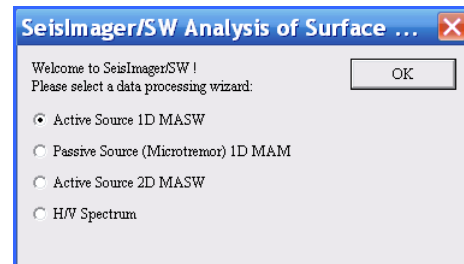 SeisImager/SW Analysis of Surface ...
Welcome to SeisImager/SW !
Please select a data processing wizard:
OK
Active Source 1D MASW
Passive Source (Microtremor) 1D MAM
Active Source 2D MASW
H/V Spectrum